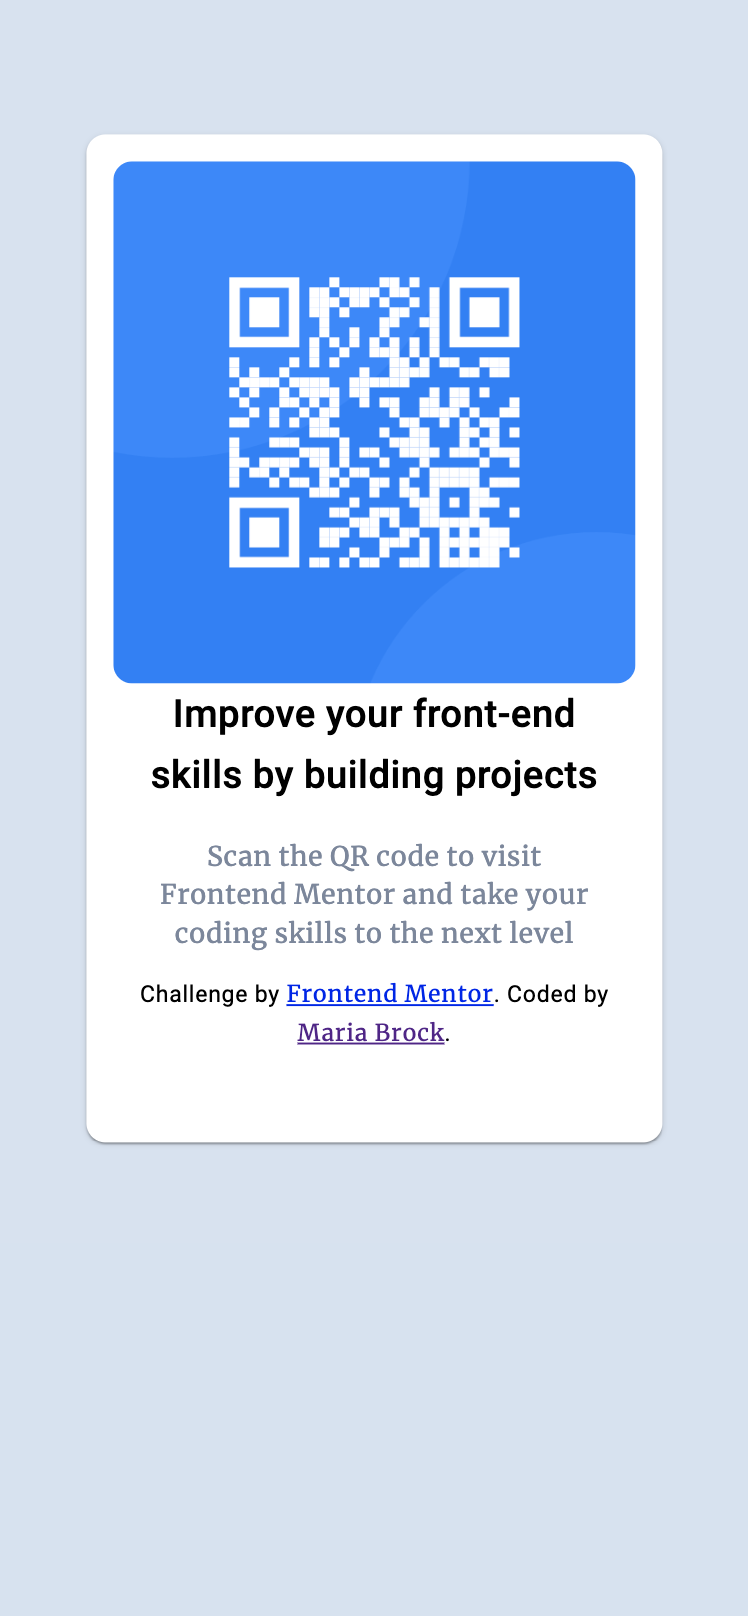 Improve your front-end
skills by building projects
Scan the QR code to visit
Frontend Mentor and take your
coding skills to the next level
Challenge by Frontend Mentor. Coded by
Maria Brock.